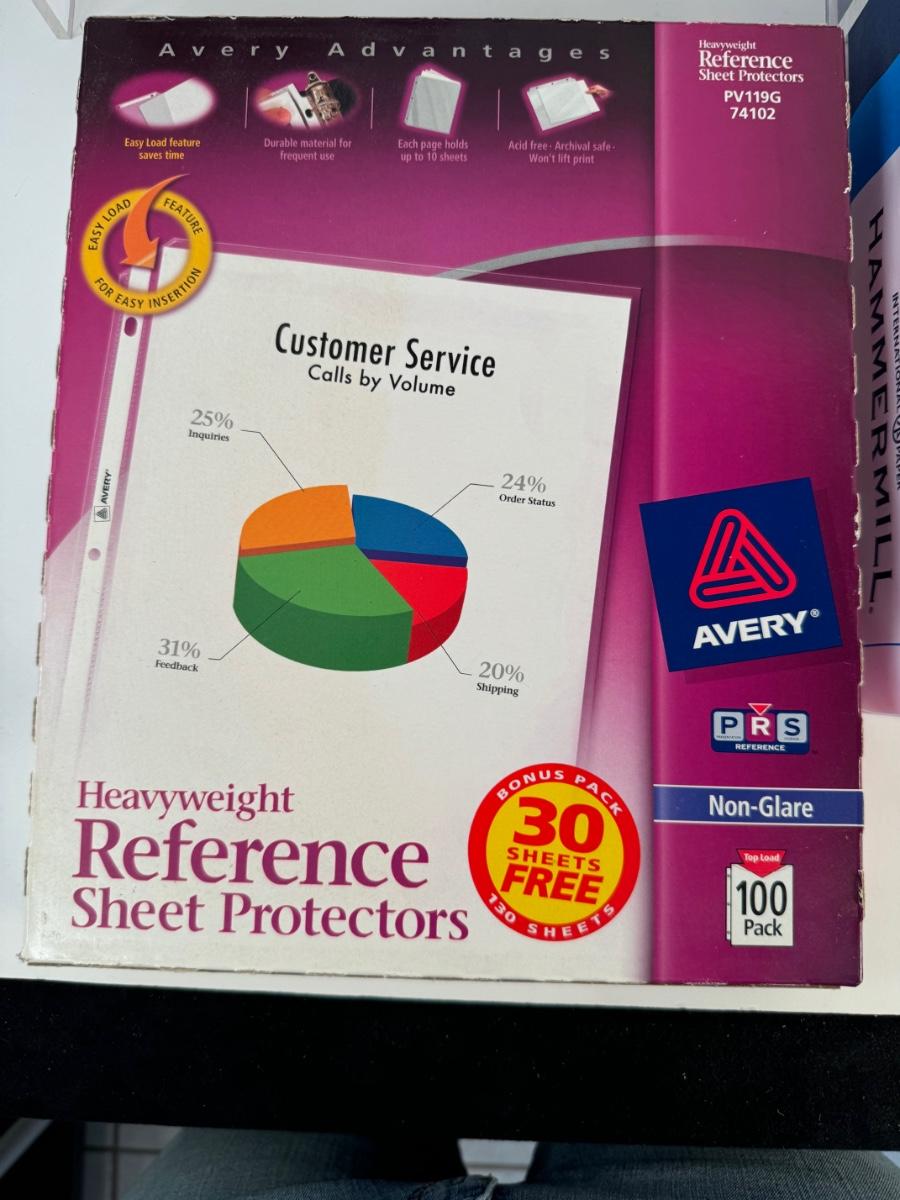 Avery Advantages
Easy Load feature
saves time
Durable material for
frequent use
Each page holds
up to 10 sheets
Acid free · Archival safe ·
Won't lift print
Heavyweight
Reference
Sheet Protectors
PV119G
74102
EASY LOAD FEATURE
FOR EASY INSERTION
Customer Service
Calls by Volume
25%
Inquiries
24%
Order Status
31%
Feedback
20%
Shipping
AVERY
AVERY®
PRS
REFERENCE
Non-Glare
Top Load
100
Pack
Heavyweight
Reference
Sheet Protectors
BONUS PACK
30
SHEETS
FREE
130 SHEETS
HAMMERMILL.
INTERNATIONAL PAPER